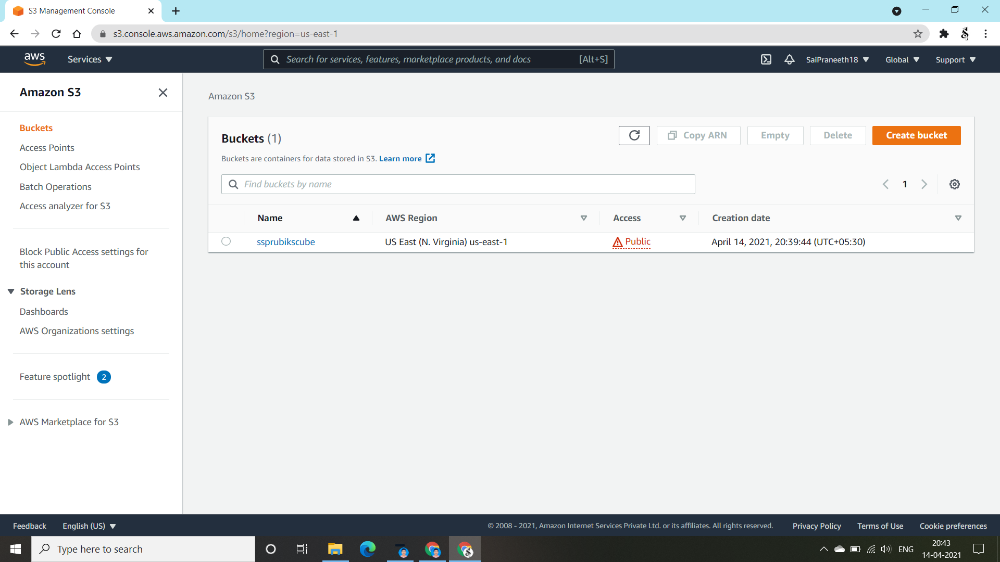 S3 Management Console
s3.console.aws.amazon.com/s3/home?region=us-east-1
aws
Services
Search for services, features, marketplace products, and docs
[Alt+S]
SaiPraneeth18
Global
Support
Amazon S3
Buckets
Access Points
Object Lambda Access Points
Batch Operations
Access analyzer for S3
Block Public Access settings for
this account
Storage Lens
Dashboards
AWS Organizations settings
Feature spotlight 2
AWS Marketplace for S3
Amazon S3
Buckets (1)
Copy ARN
Empty
Delete
Create bucket
Buckets are containers for data stored in S3. Learn more
Find buckets by name
1
Name
AWS Region
Access
Creation date
ssprubikscube
US East (N. Virginia) us-east-1
Public
April 14, 2021, 20:39:44 (UTC+05:30)
Feedback
English (US)
© 2008 - 2021, Amazon Internet Services Private Ltd. or its affiliates. All rights reserved.
Privacy Policy
Terms of Use
Cookie preferences
Type here to search
ENG
20:43
14-04-2021